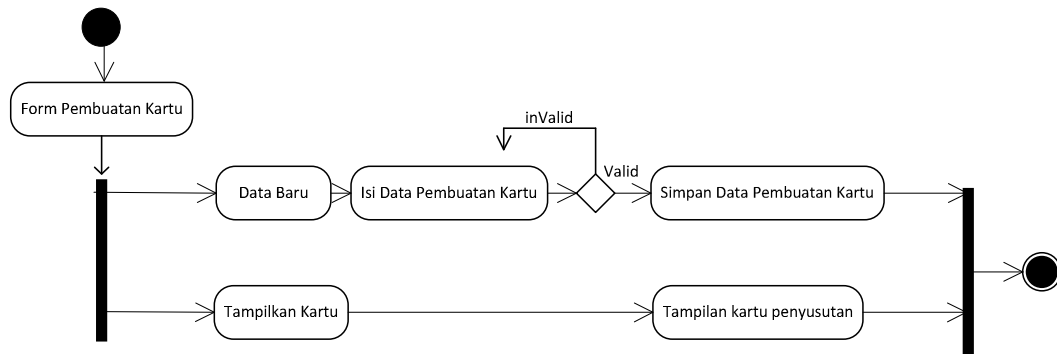 Form Pembuatan Kartu
inValid
Valid
Data Baru
Isi Data Pembuatan Kartu
Simpan Data Pembuatan Kartu
Tampilkan Kartu
Tampilan kartu penyusutan